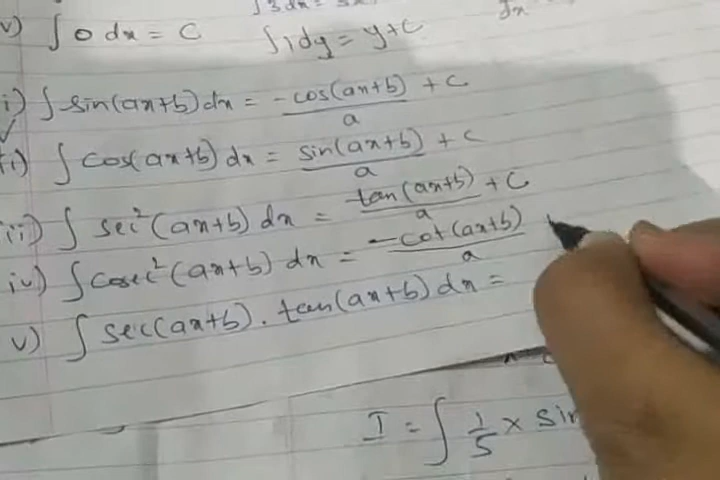 v) ∫ 0 dx = C ∫ 1 dy = y + c
i) ∫ sin(ax+b) dx = -cos(ax+b)/a + C
ii) ∫ cos(ax+b) dx = sin(ax+b)/a + C
iii) ∫ sec²(ax+b) dx = tan(ax+b)/a + C
iv) ∫ cosec²(ax+b) dx = -cot(ax+b)/a
v) ∫ sec(ax+b). tan(ax+b) dx =
I = ∫ 1/5 × sin